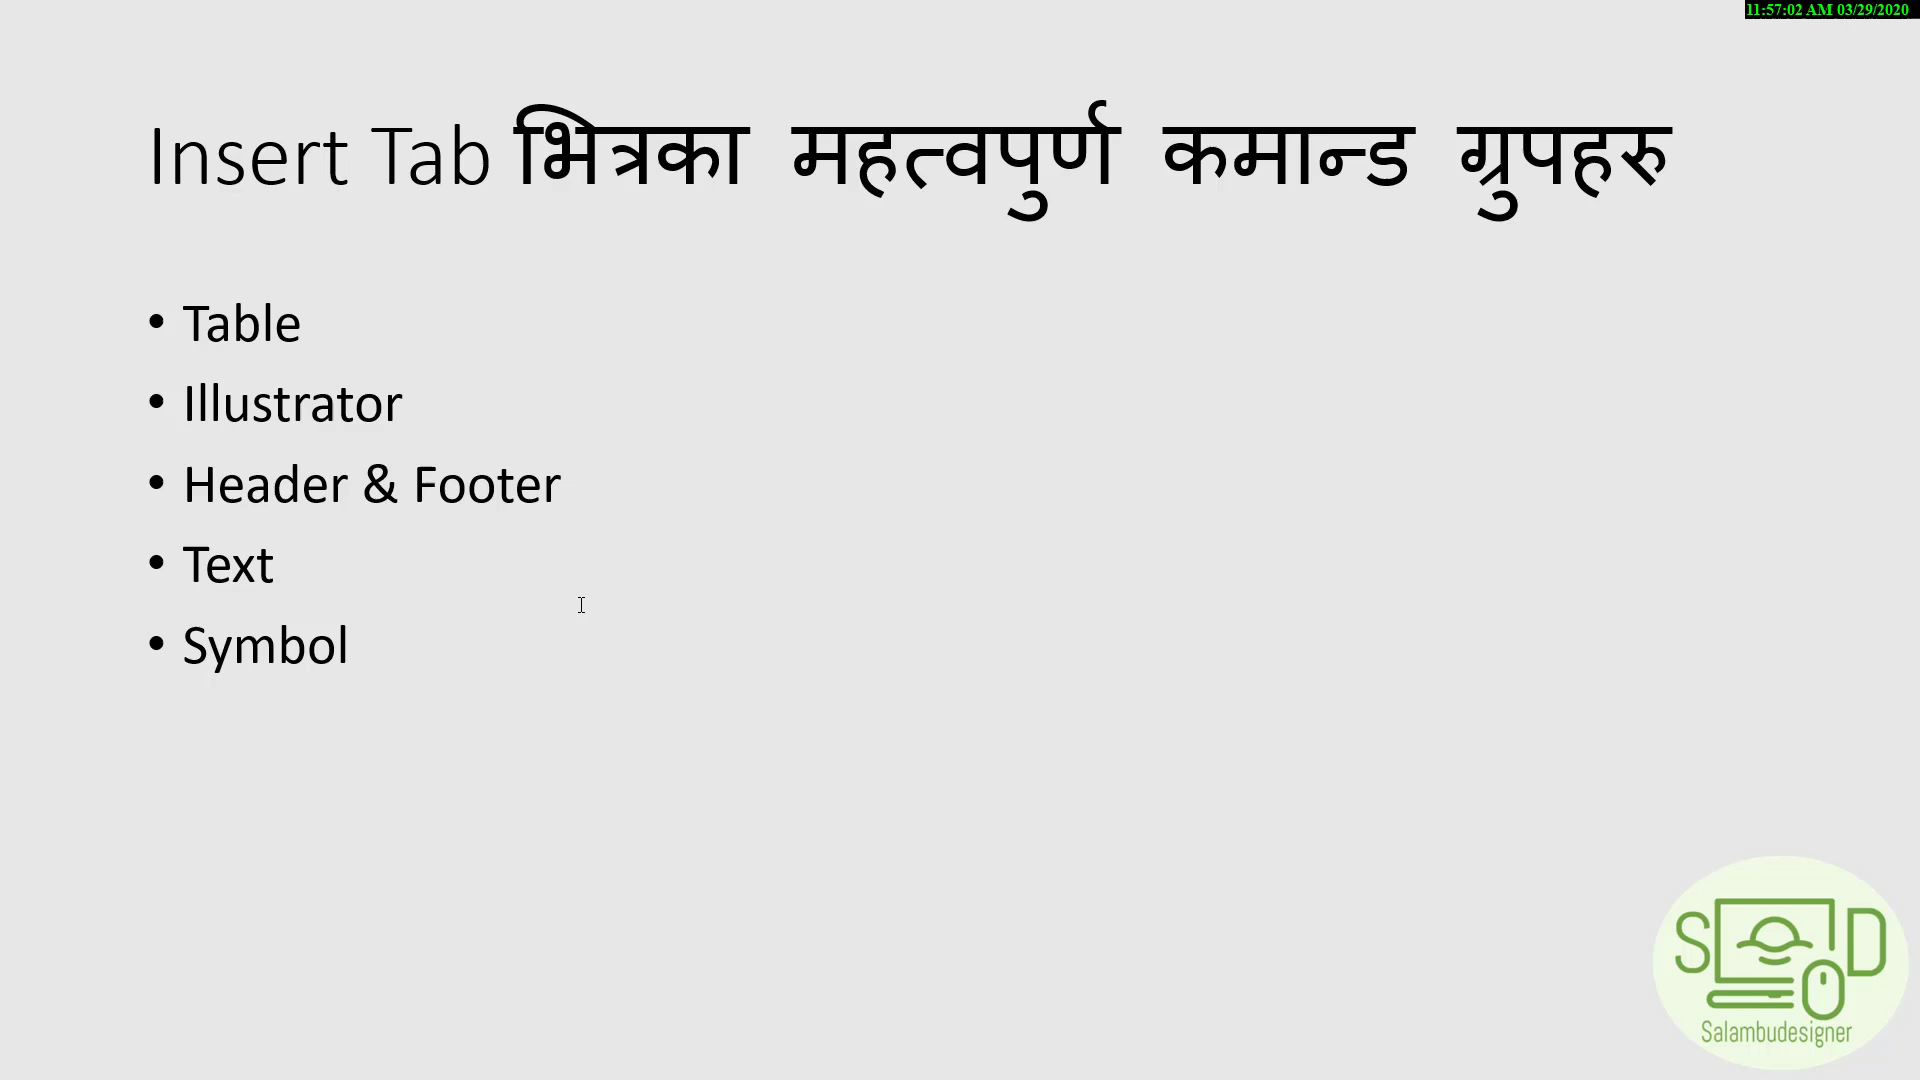 11:57:02 AM 03/29/2020
Insert Tab भित्रका महत्वपुर्ण कमान्ड ग्रुपहरु
• Table
• Illustrator
• Header & Footer
• Text
• Symbol
S D
Salambudesigner